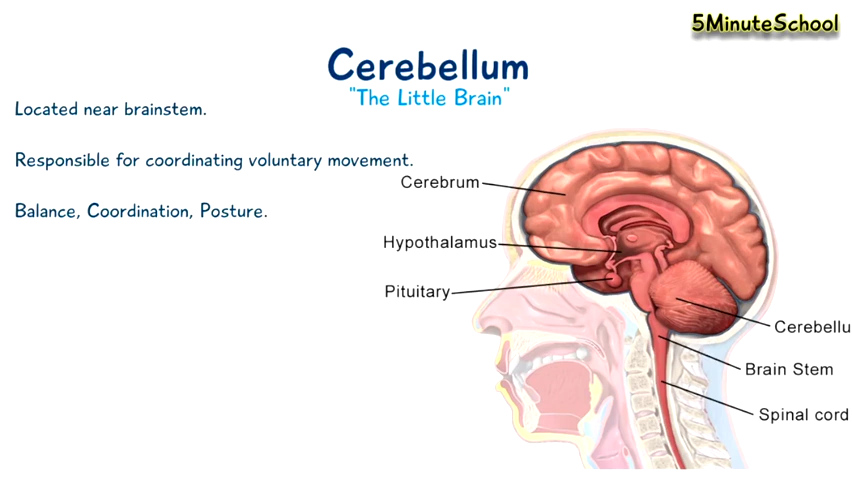 5MinuteSchool
Cerebellum
"The Little Brain"
Located near brainstem.
Responsible for coordinating voluntary movement.
Balance, Coordination, Posture.
Cerebrum
Hypothalamus
Pituitary
Cerebellu
Brain Stem
Spinal cord